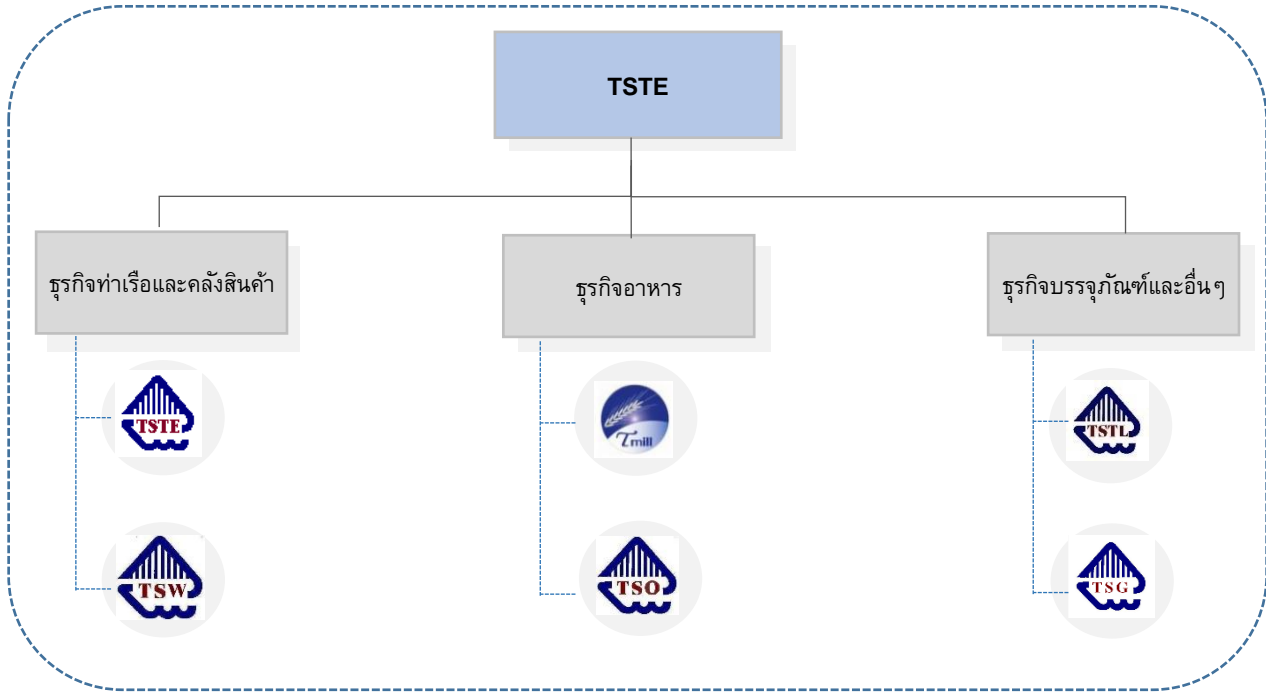 TSTE
ธุรกิจท่าเรือและคลังสินค้า
ธุรกิจอาหาร
ธุรกิจบรรจุภัณฑ์และอื่นๆ
TSTE
Tmill
TSTL
TSW
TSO
TSG